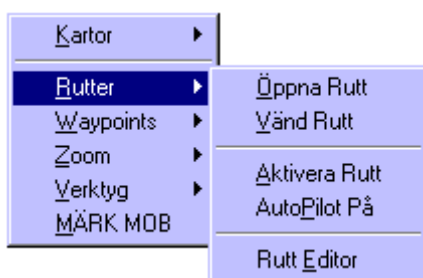 Kartor
Rutter
Waypoints
Zoom
Verktyg
MÄRK MOB
Öppna Rutt
Vänd Rutt
Aktivera Rutt
AutoPilot På
Rutt Editor